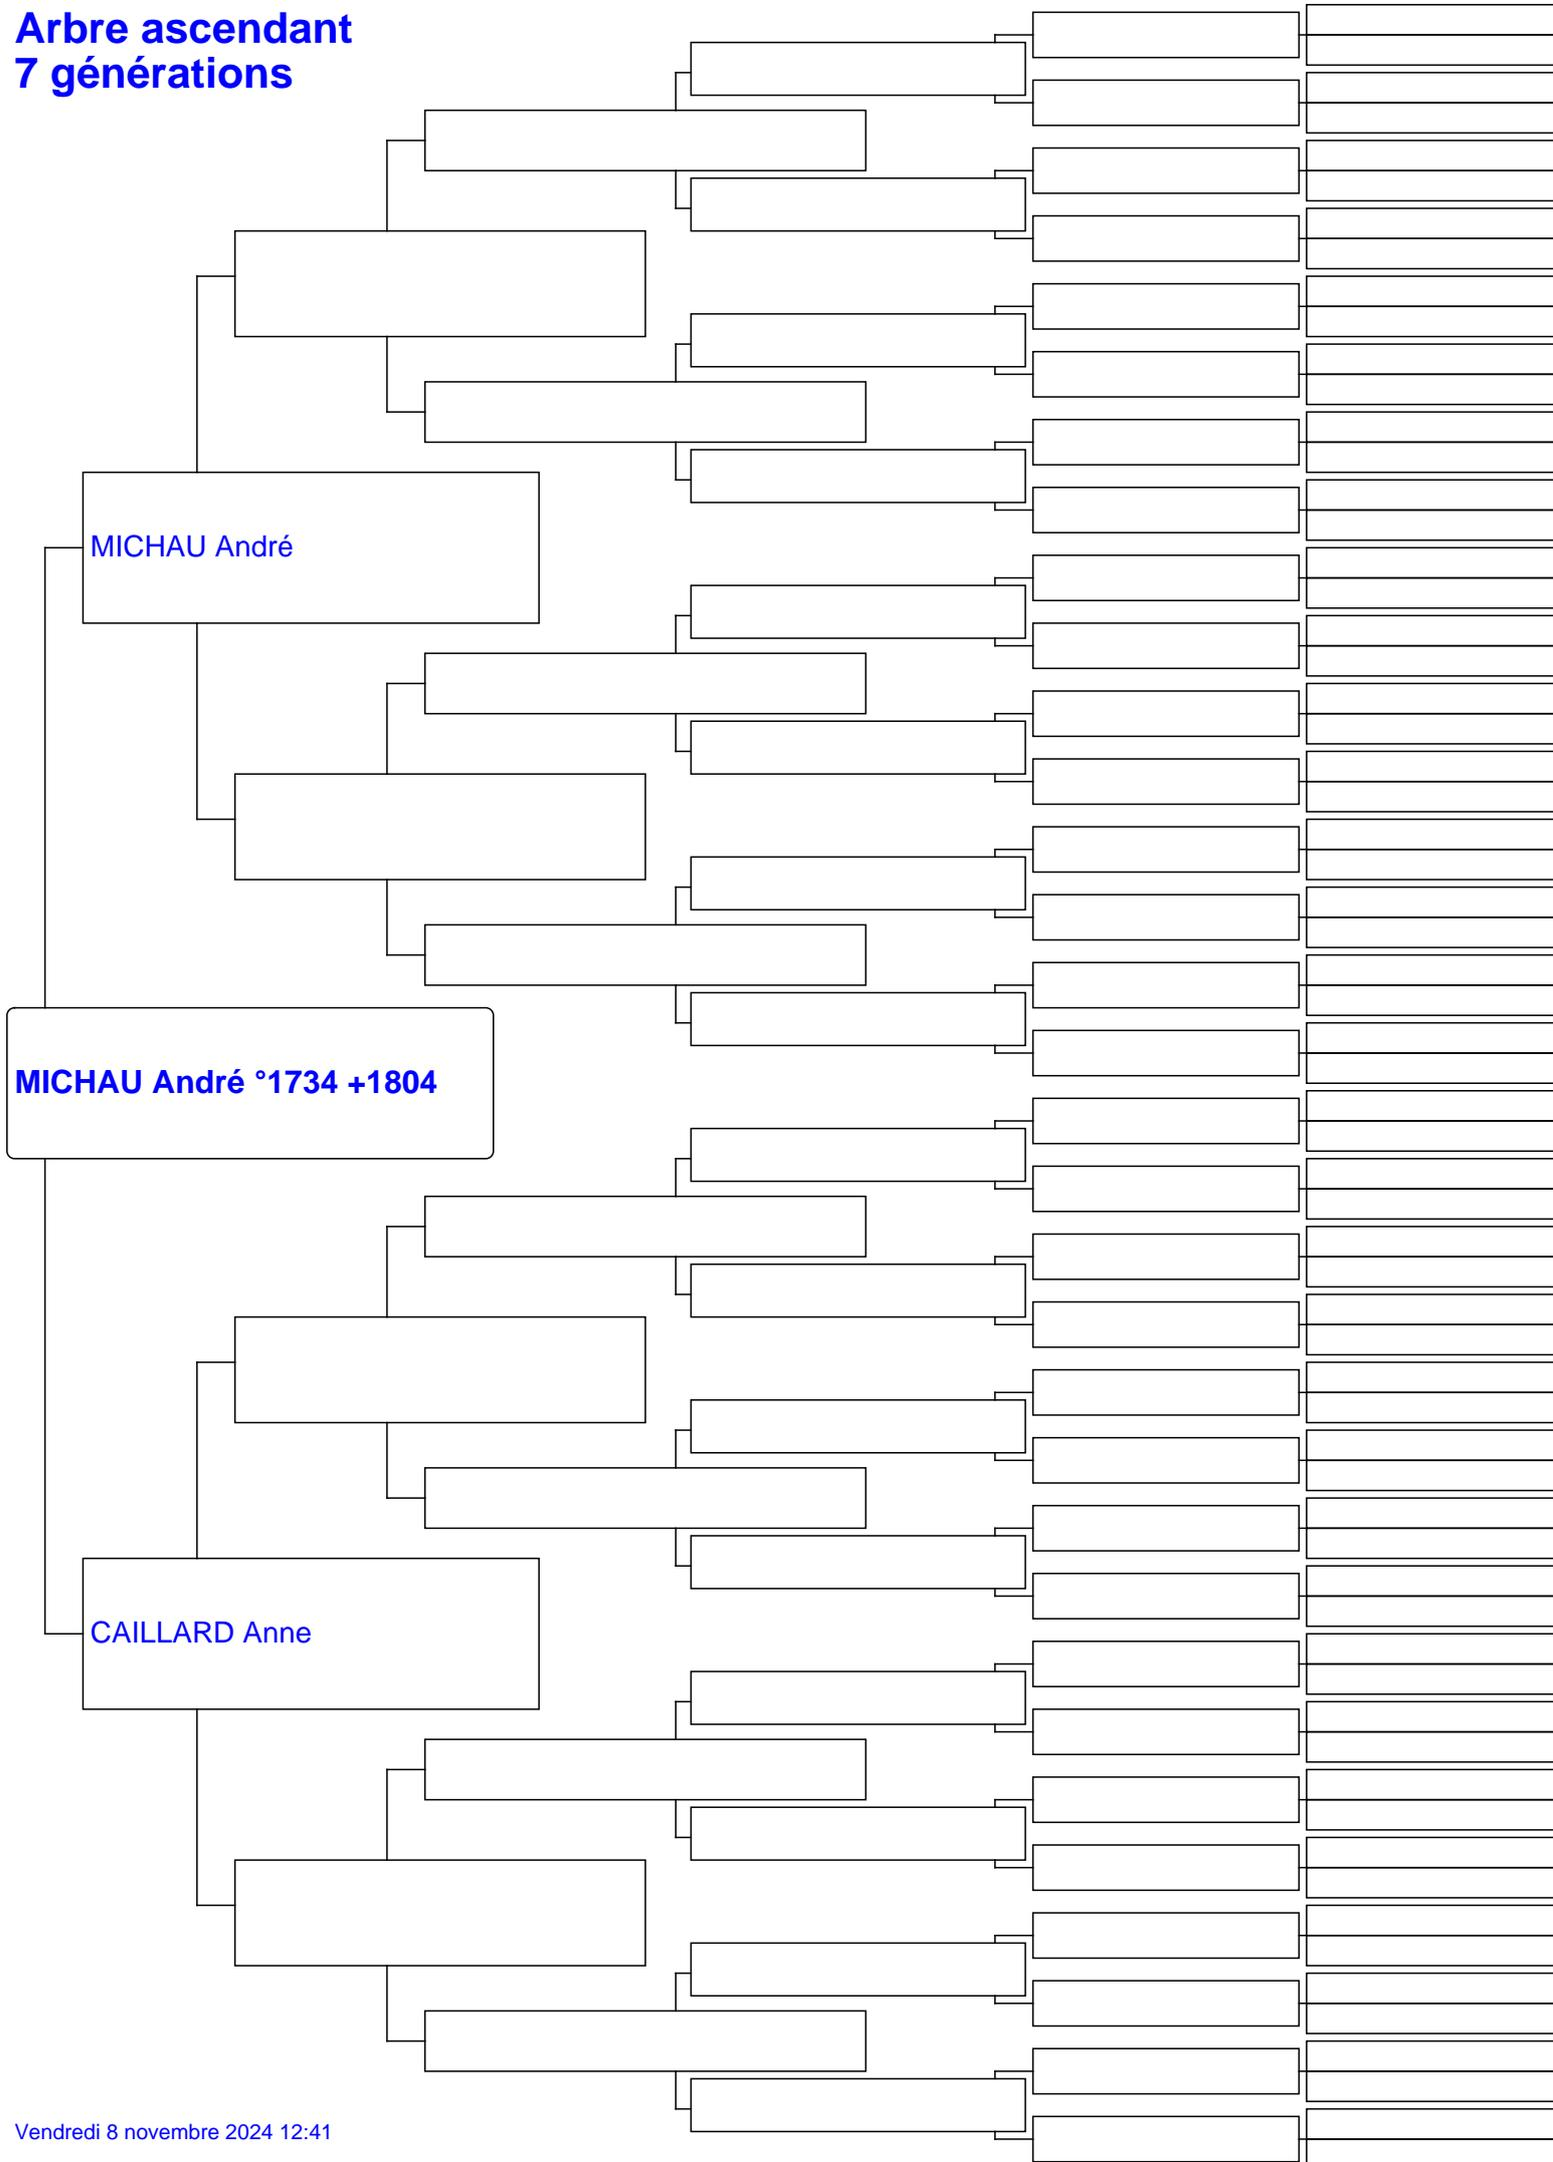 Arbre ascendant
7 générations
MICHAU André
MICHAU André °1734 +1804
CAILLARD Anne
Vendredi 8 novembre 2024 12:41